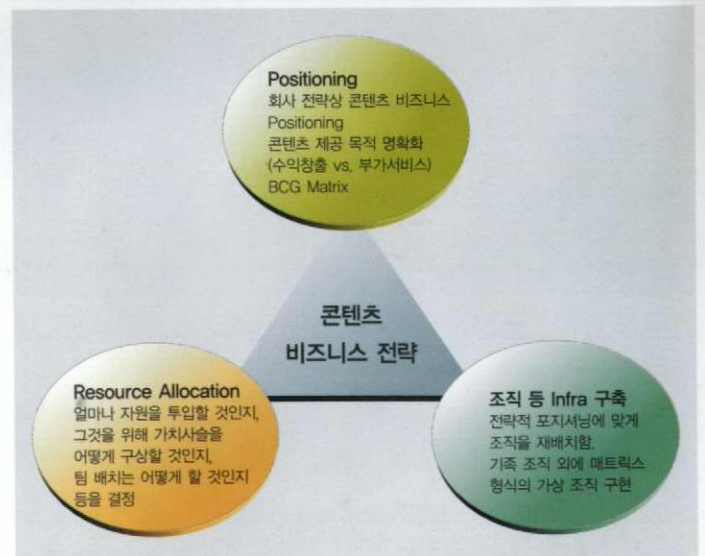 Positioning
회사 전략상 콘텐츠 비즈니스
Positioning
콘텐츠 제공 목적 명확화
(수익창출 vs. 부가서비스)
BCG Matrix
콘텐츠
비즈니스 전략
Resource Allocation
얼마나 자원을 투입할 것인지,
그것을 위해 가치사슬을
어떻게 구상할 것인지,
팀 배치는 어떻게 할 것인지
등을 결정
조직 등 Infra 구축
전략적 포지셔닝에 맞게
조직을 재배치함.
기족 조직 외에 매트릭스
형식의 가상 조직 구현